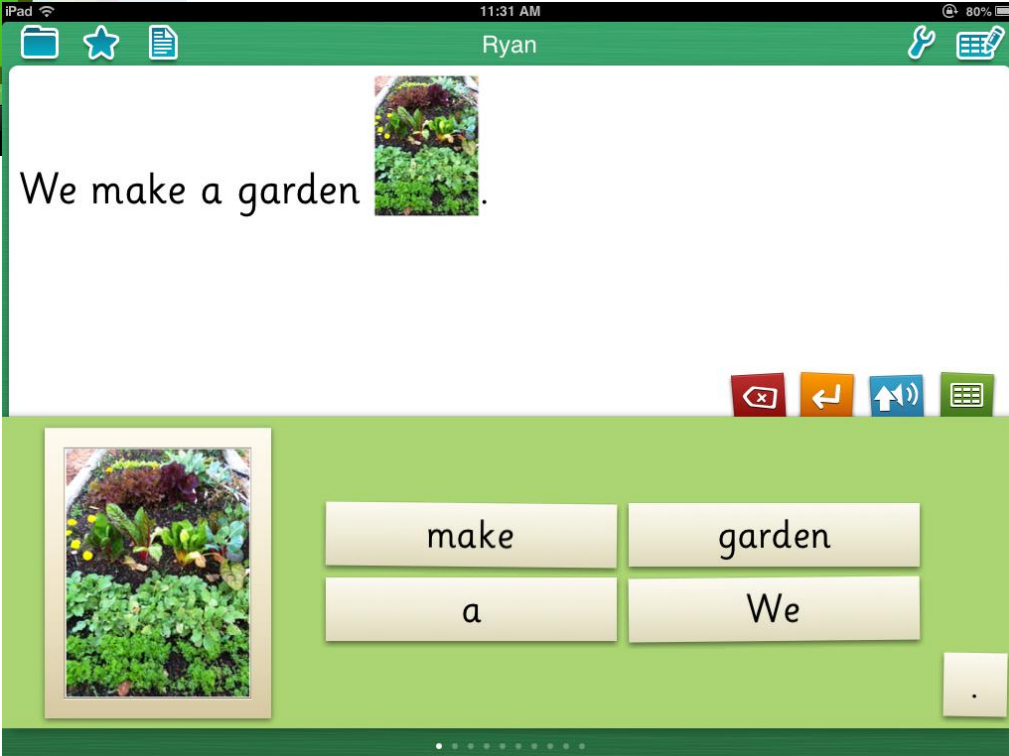 iPad 11:31 AM 80%
Ryan
We make a garden .
make garden
a We
.